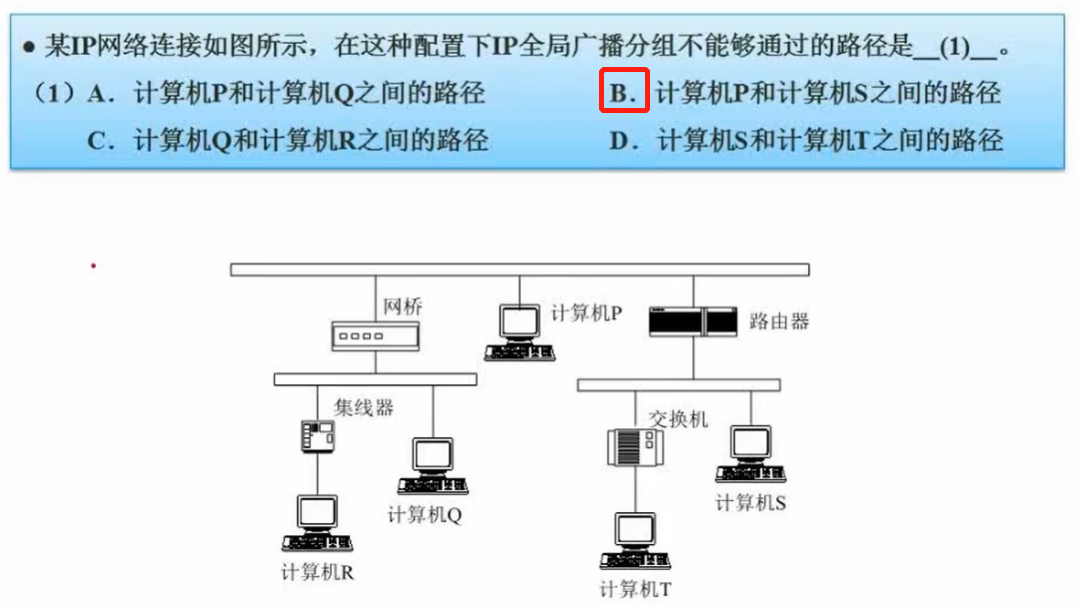 ● 某IP网络连接如图所示，在这种配置下IP全局广播分组不能够通过的路径是__(1)__。
（1）A．计算机P和计算机Q之间的路径 B．计算机P和计算机S之间的路径
C．计算机Q和计算机R之间的路径 D．计算机S和计算机T之间的路径
网桥
计算机P
路由器
集线器
交换机
计算机Q
计算机S
计算机R
计算机T